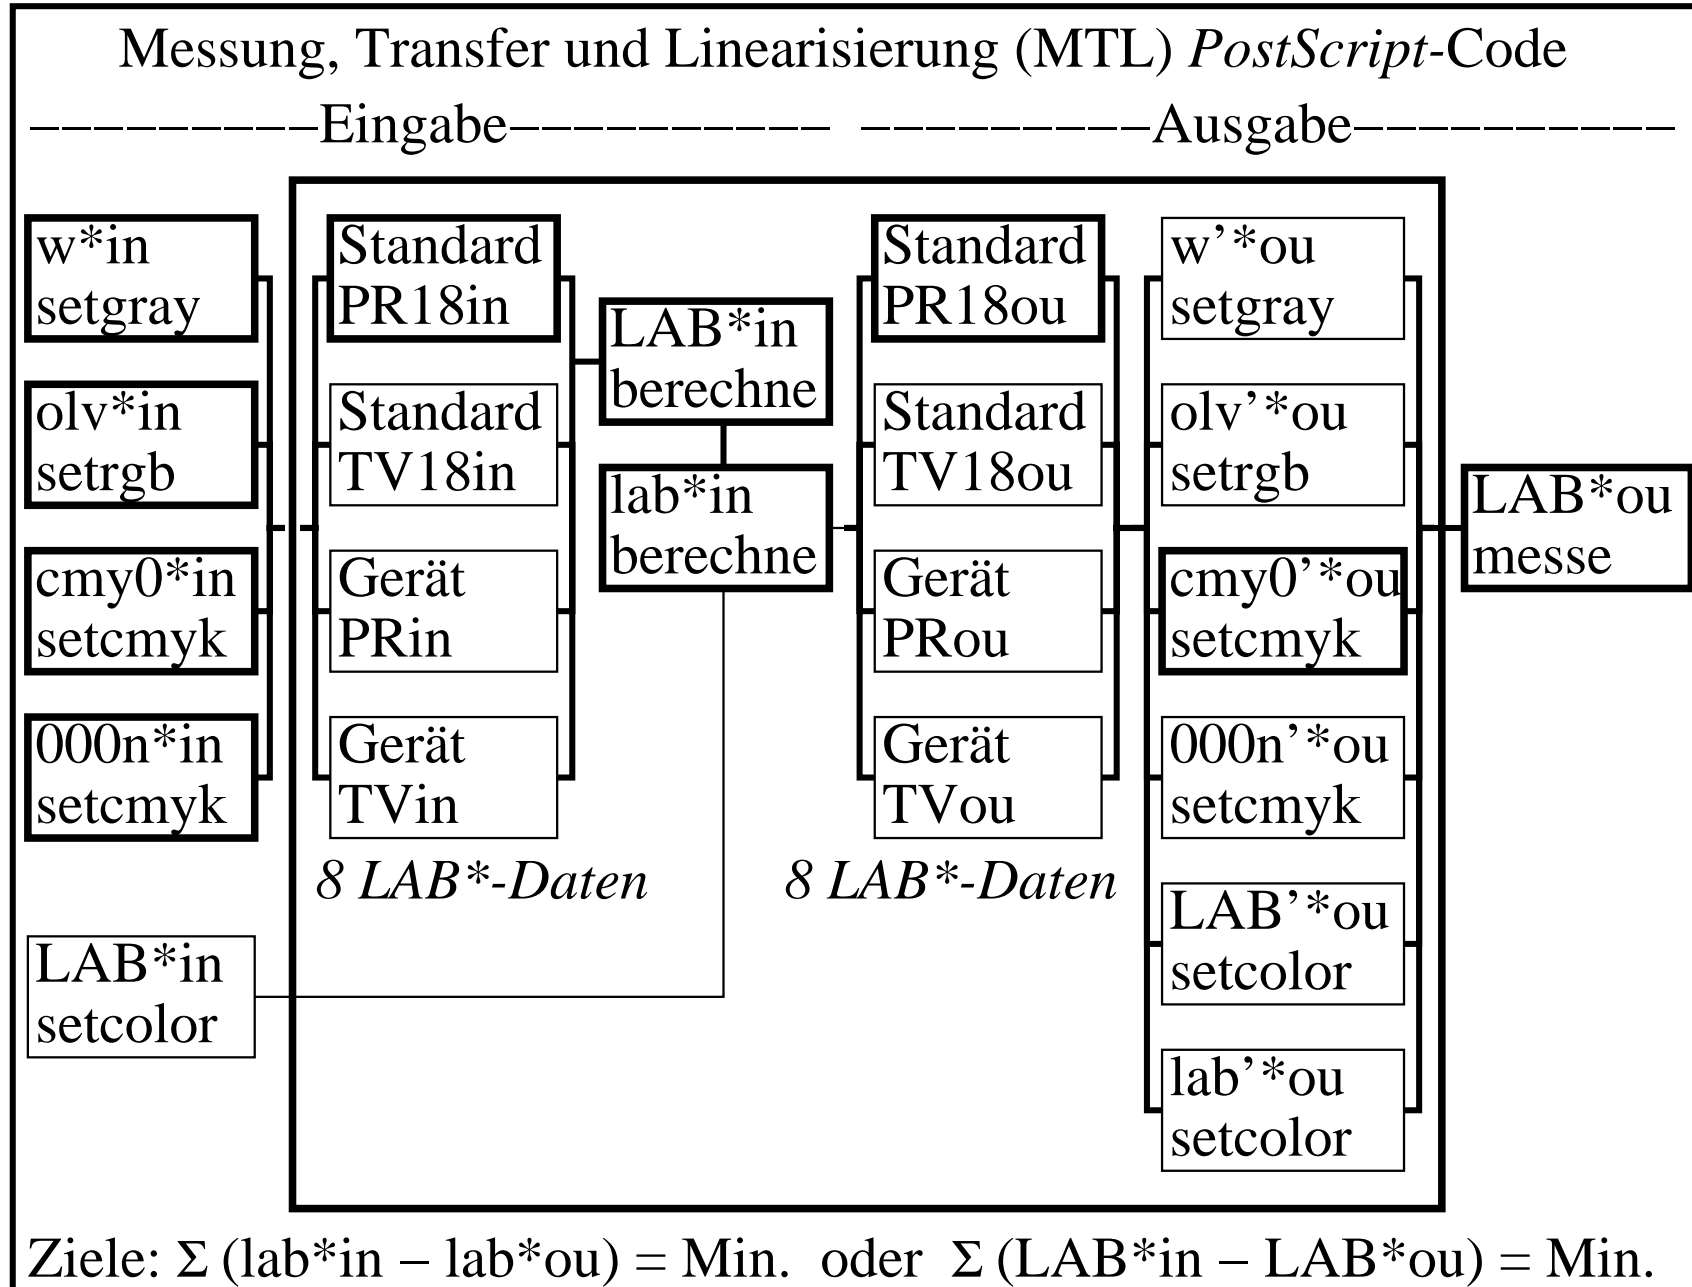 Messung, Transfer und Linearisierung (MTL) PostScript-Code
Eingabe
Ausgabe
w*in
setgray
olv*in
setrgb
cmy0*in
setcmyk
000n*in
setcmyk
LAB*in
setcolor
Standard
PR18in
Standard
TV18in
Gerät
PRin
Gerät
TVin
8 LAB*-Daten
LAB*in
berechne
lab*in
berechne
Standard
PR18ou
Standard
TV18ou
Gerät
PRou
Gerät
TVou
8 LAB*-Daten
w’*ou
setgray
olv’*ou
setrgb
cmy0’*ou
setcmyk
000n’*ou
setcmyk
LAB’*ou
setcolor
lab’*ou
setcolor
LAB*ou
messe
Ziele: Σ (lab*in – lab*ou) = Min. oder Σ (LAB*in – LAB*ou) = Min.